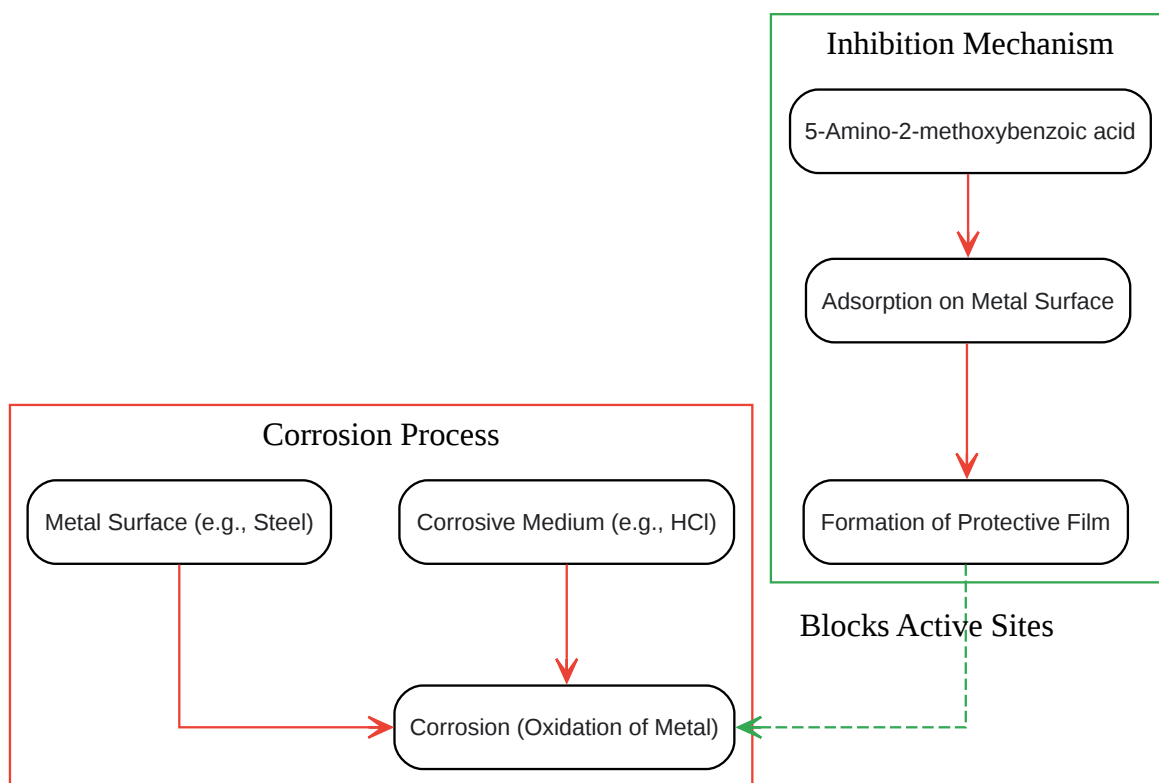 Inhibition Mechanism
5-Amino-2-methoxybenzoic acid
Adsorption on Metal Surface
Formation of Protective Film
Blocks Active Sites
Corrosion Process
Metal Surface (e.g., Steel)
Corrosive Medium (e.g., HCl)
Corrosion (Oxidation of Metal)